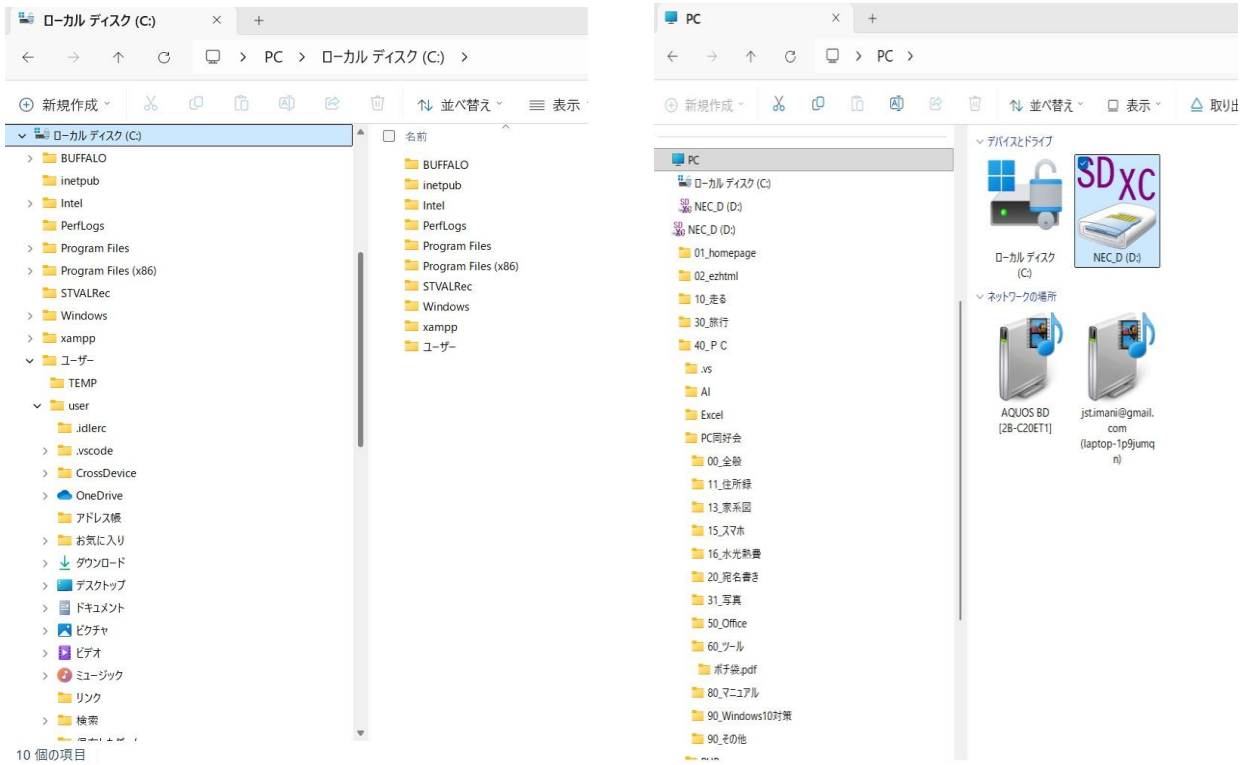 ローカル ディスク (C:)
PC > ローカル ディスク (C:) >
新規作成
並べ替え
表示
ローカル ディスク (C:)
BUFFALO
inetpub
Intel
PerfLogs
Program Files
Program Files (x86)
STVALRec
Windows
xampp
ユーザー
TEMP
user
.idlerc
.vscode
CrossDevice
OneDrive
アドレス帳
お気に入り
ダウンロード
デスクトップ
ドキュメント
ピクチャ
ビデオ
ミュージック
リンク
検索
10 個の項目
名前
BUFFALO
inetpub
Intel
PerfLogs
Program Files
Program Files (x86)
STVALRec
Windows
xampp
ユーザー
PC
PC >
新規作成
並べ替え
表示
取り出
PC
ローカル ディスク (C:)
NEC_D (D:)
NEC_D (D:)
01_homepage
02_ezhtml
10_走る
30_旅行
40_ＰＣ
.vs
AI
Excel
PC同好会
00_全般
11_住所録
13_家系図
15_スマホ
16_水光熱費
20_宛名書き
31_写真
50_Office
60_ツール
ポチ袋.pdf
80_マニュアル
90_Windows10対策
90_その他
デバイスとドライブ
SD XC
ローカル ディスク
(C:)
NEC_D (D:)
ネットワークの場所
AQUOS BD
[2B-C20ET1]
jst.imani@gmail.
com
(laptop-1p9jumq
n)